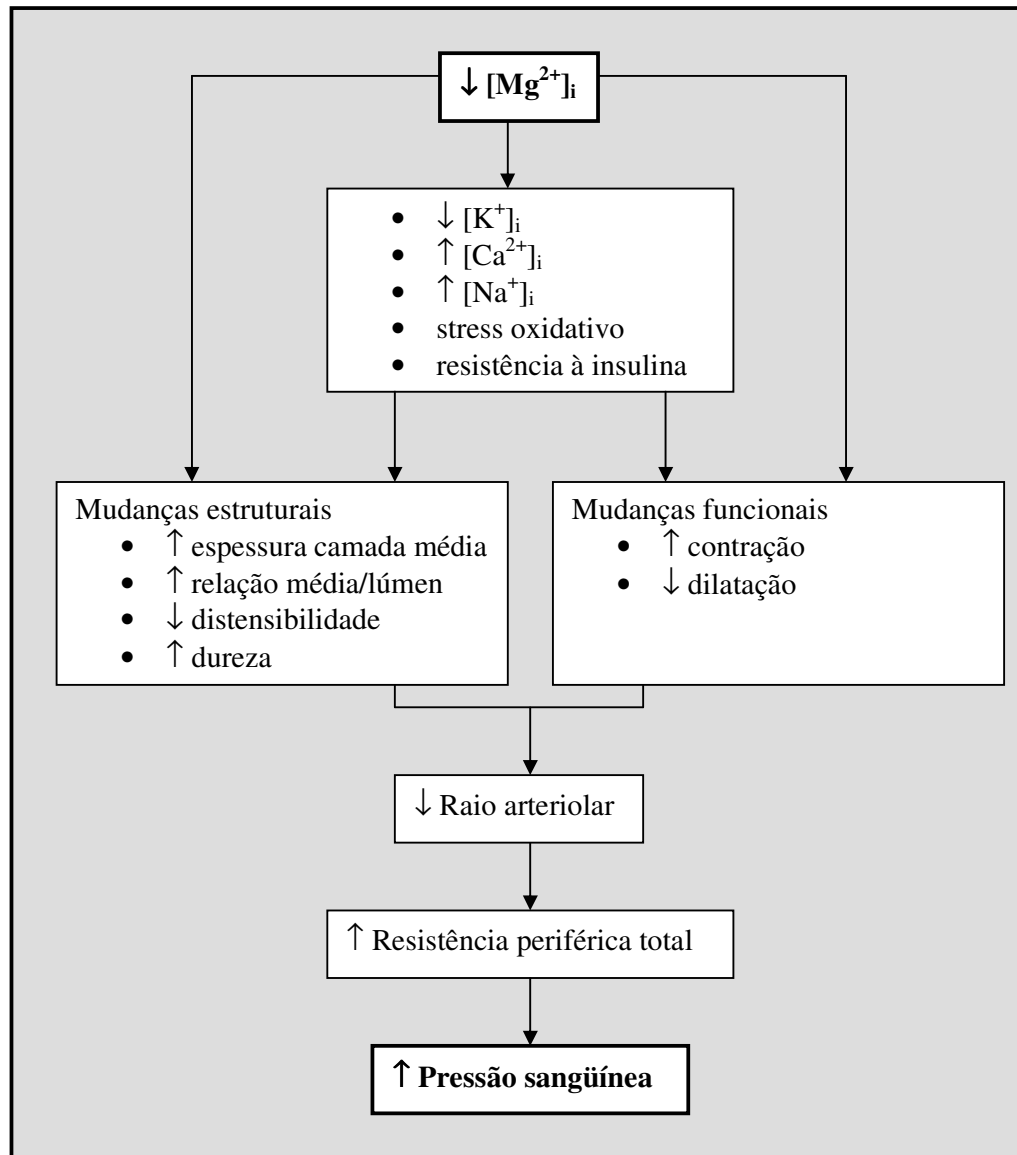 ↓ [Mg²⁺]ᵢ
• ↓ [K⁺]ᵢ
• ↑ [Ca²⁺]ᵢ
• ↑ [Na⁺]ᵢ
• stress oxidativo
• resistência à insulina
Mudanças estruturais
• ↑ espessura camada média
• ↑ relação média/lúmen
• ↓ distensibilidade
• ↑ dureza
Mudanças funcionais
• ↑ contração
• ↓ dilatação
↓ Raio arteriolar
↑ Resistência periférica total
↑ Pressão sangüínea